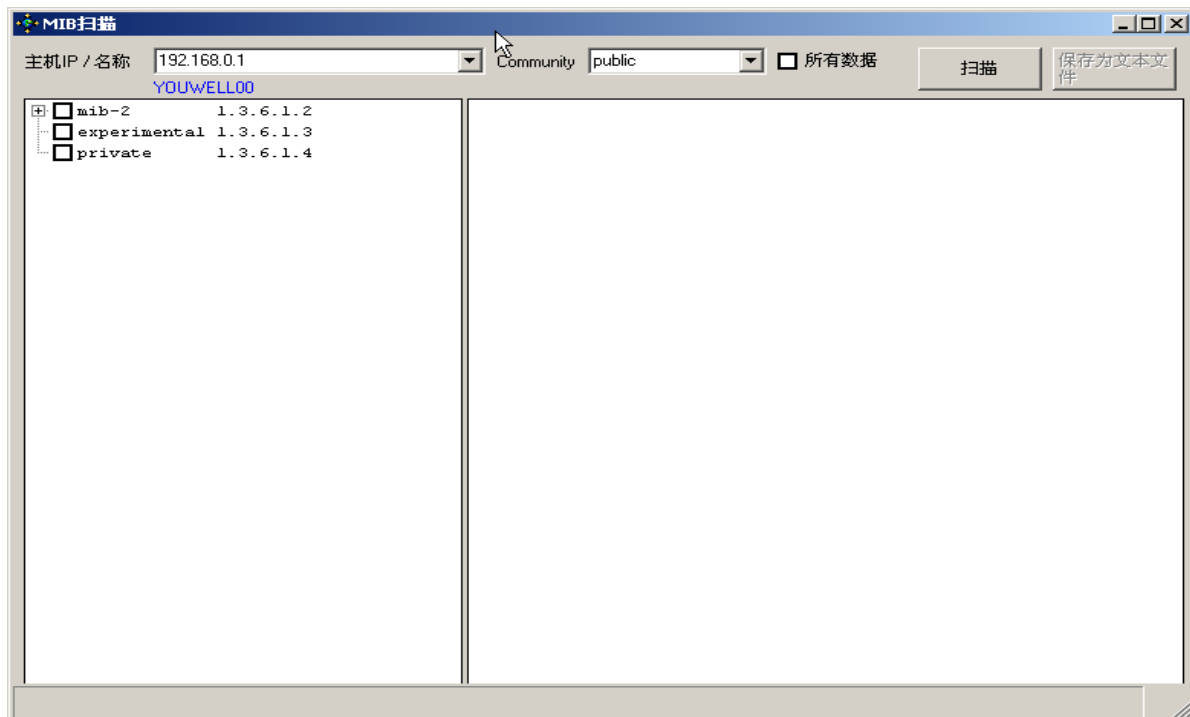 MIB扫描
主机IP / 名称 192.168.0.1 Community public 所有数据 扫描 保存为文本文
件
YOUWELL00
mib-2 1.3.6.1.2
experimental 1.3.6.1.3
private 1.3.6.1.4